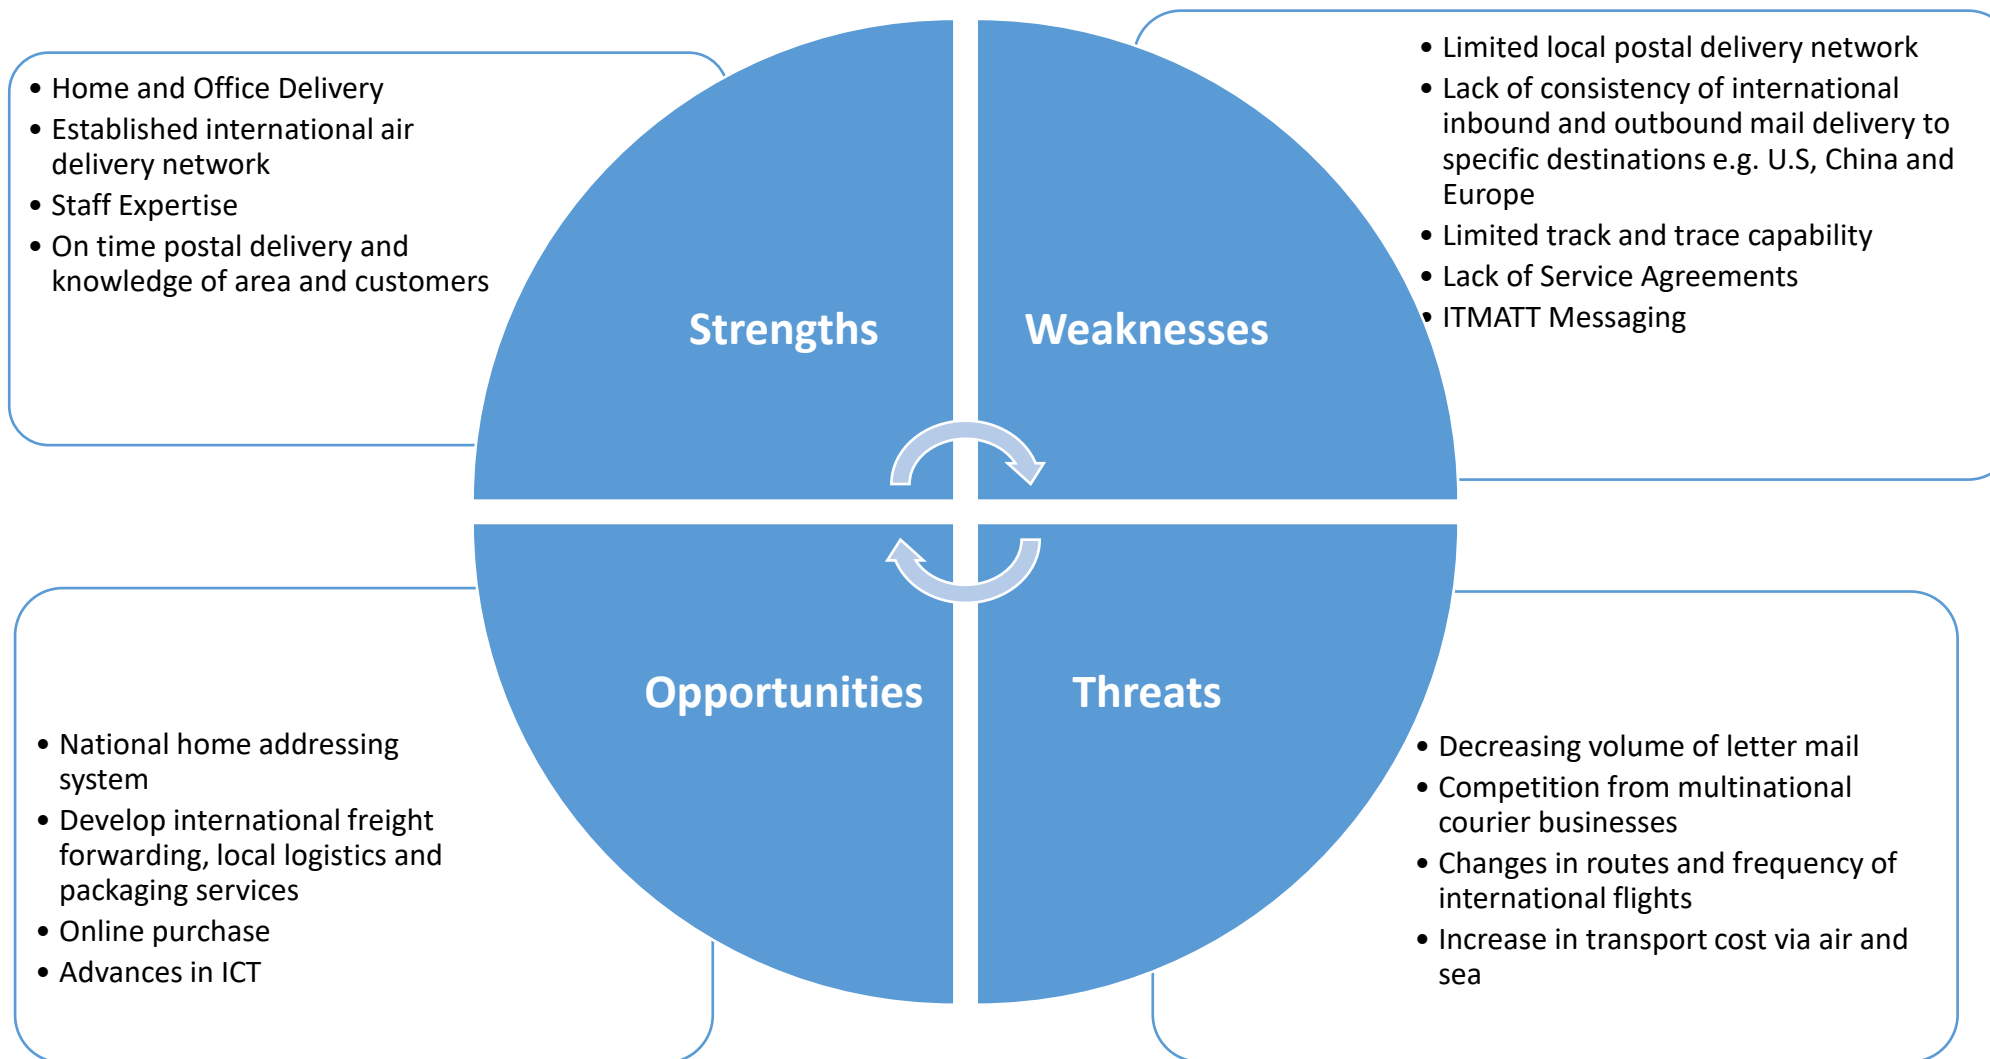 • Home and Office Delivery
• Established international air
delivery network
• Staff Expertise
• On time postal delivery and
knowledge of area and customers
Strengths
Weaknesses
• Limited local postal delivery network
• Lack of consistency of international
inbound and outbound mail delivery to
specific destinations e.g. U.S, China and
Europe
• Limited track and trace capability
• Lack of Service Agreements
• ITMATT Messaging
Opportunities
• National home addressing
system
• Develop international freight
forwarding, local logistics and
packaging services
• Online purchase
• Advances in ICT
Threats
• Decreasing volume of letter mail
• Competition from multinational
courier businesses
• Changes in routes and frequency of
international flights
• Increase in transport cost via air and
sea